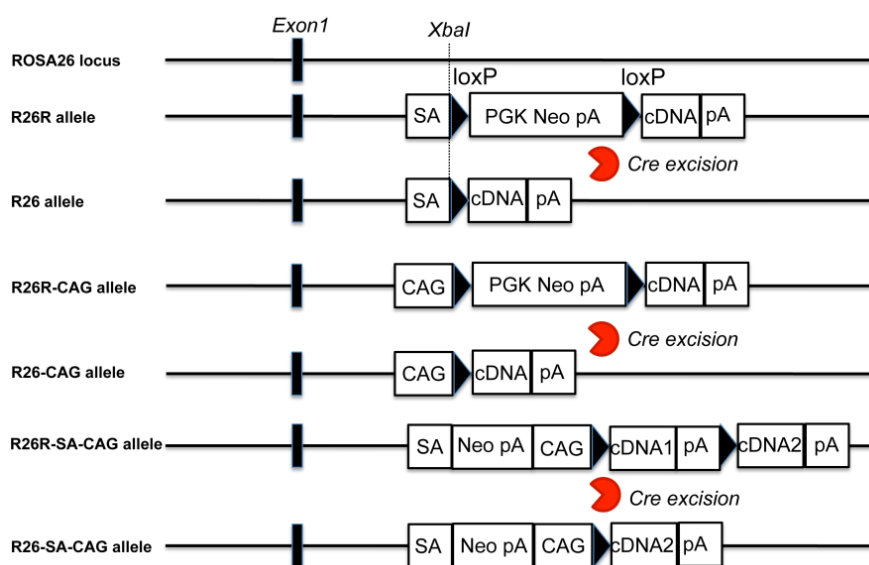 Exon1 XbaI
ROSA26 locus
loxP loxP
R26R allele SA PGK Neo pA cDNA pA
Cre excision
R26 allele SA cDNA pA
R26R-CAG allele CAG PGK Neo pA cDNA pA
Cre excision
R26-CAG allele CAG cDNA pA
R26R-SA-CAG allele SA Neo pA CAG cDNA1 pA cDNA2 pA
Cre excision
R26-SA-CAG allele SA Neo pA CAG cDNA2 pA